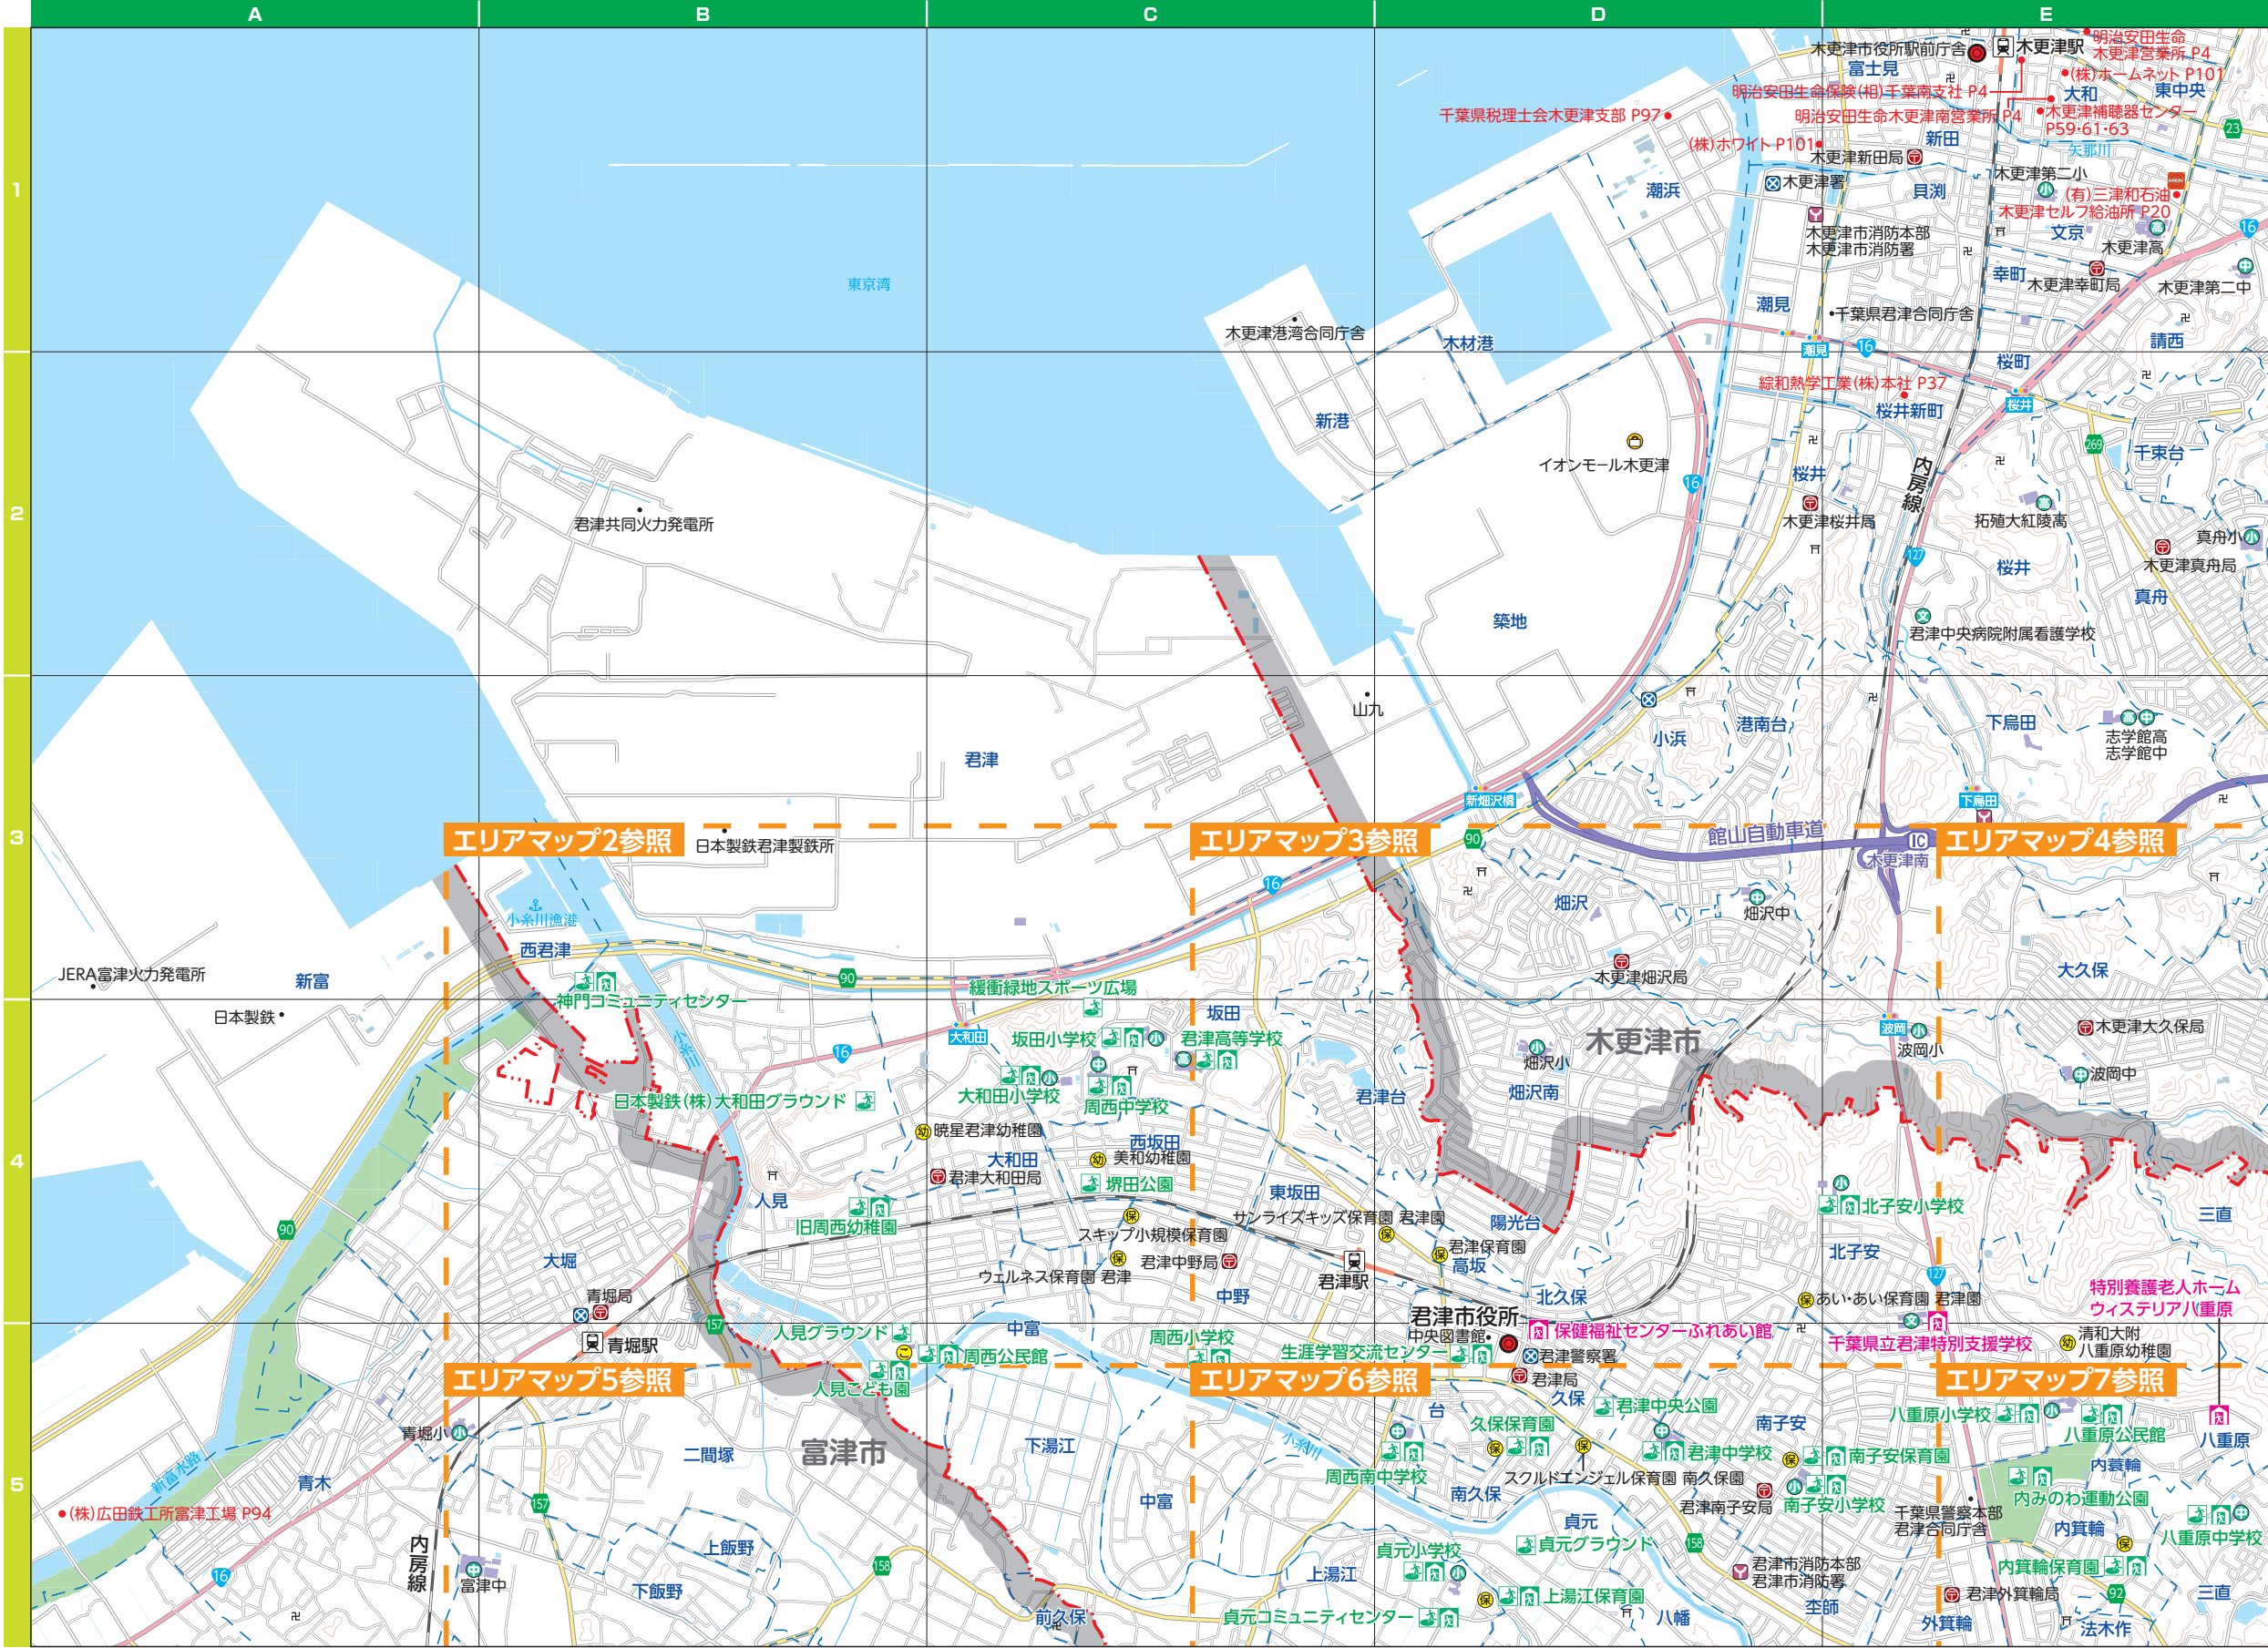 A
B
C
D
E
1
2
3
4
5
木更津市役所駅前庁舎
木更津駅
明治安田生命
木更津営業所 P4
富士見
(株)ホームネット P101
明治安田生命保険(相)千葉南支社 P4
大和
東中央
千葉県税理士会木更津支部 P97
明治安田生命木更津南営業所 P4
木更津補聴器センター
P59・61・63
23
(株)ホワイト P101
新田
矢那川
木更津新田局
木更津第二小
木更津署
潮浜
貝渕
(有)三津和石油
木更津セルフ給油所 P20
木更津市消防本部
木更津市消防署
文京
木更津高
16
幸町
木更津幸町局
木更津第二中
東京湾
潮見
千葉県君津合同庁舎
木更津港湾合同庁舎
木材港
潮見
16
請西
桜町
綜和熱学工業(株)本社 P37
桜井新町
桜井
新港
269
千束台
イオンモール木更津
桜井
内房線
16
木更津桜井局
拓殖大紅陵高
君津共同火力発電所
真舟小
木更津真舟局
127
桜井
真舟
築地
君津中央病院附属看護学校
山九
下烏田
港南台
小浜
志学館高
志学館中
君津
新畑沢橋
下烏田
エリアマップ2参照
日本製鉄君津製鉄所
エリアマップ3参照
90
館山自動車道
IC
木更津南
エリアマップ4参照
16
小糸川漁港
畑沢
畑沢中
西君津
JERA富津火力発電所
新富
90
木更津畑沢局
大久保
神門コミュニティセンター
緩衝緑地スポーツ広場
日本製鉄
坂田
大和田
坂田小学校
君津高等学校
小糸川
16
木更津市
波岡
波岡小
木更津大久保局
畑沢小
波岡中
大和田小学校
周西中学校
君津台
畑沢南
日本製鉄(株)大和田グラウンド
暁星君津幼稚園
西坂田
大和田
美和幼稚園
君津大和田局
堺田公園
人見
東坂田
北子安小学校
旧周西幼稚園
サンライズキッズ保育園 君津園
陽光台
三直
スキップ小規模保育園
90
君津保育園
高坂
北子安
大堀
ウェルネス保育園 君津
君津中野局
君津駅
127
特別養護老人ホーム
ウィステリア八重原
青堀局
中野
北久保
あい・あい保育園 君津園
157
君津市役所
中央図書館
保健福祉センターふれあい館
人見グラウンド
中富
周西小学校
千葉県立君津特別支援学校
清和大附
八重原幼稚園
青堀駅
周西公民館
生涯学習交流センター
君津警察署
エリアマップ5参照
人見こども園
エリアマップ6参照
君津局
エリアマップ7参照
久保
君津中央公園
台
久保保育園
南子安
八重原小学校
八重原公民館
八重原
青堀小
二間塚
富津市
下湯江
小糸川
君津中学校
南子安保育園
新富水路
青木
周西南中学校
スクルドエンジェル保育園 南久保園
内蓑輪
南久保
157
中富
君津南子安局
南子安小学校
内みのわ運動公園
(株)広田鉄工所富津工場 P94
千葉県警察本部
君津合同庁舎
内箕輪
八重原中学校
貞元
貞元グラウンド
158
内房線
上飯野
貞元小学校
158
君津市消防本部
君津市消防署
内箕輪保育園
16
富津中
下飯野
上湯江
上湯江保育園
君津外箕輪局
92
三直
前久保
貞元コミュニティセンター
八幡
杢師
外箕輪
法木作